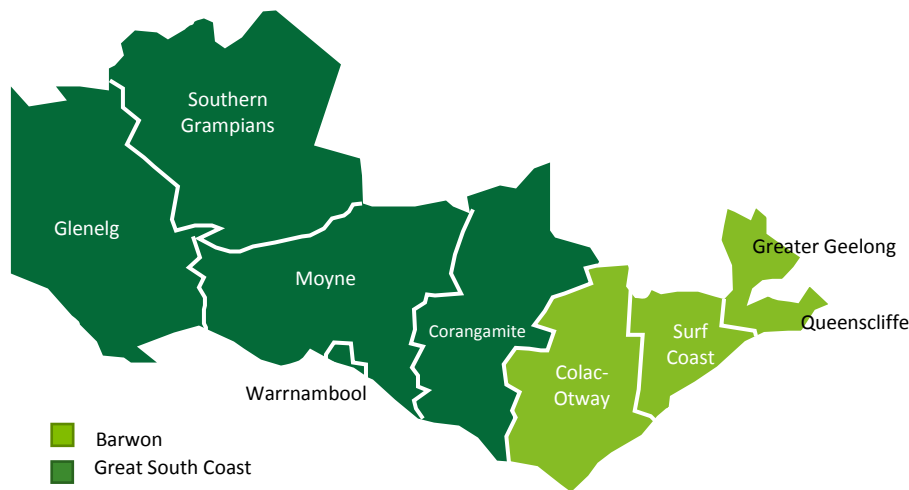 Southern
Grampians
Glenelg
Greater Geelong
Moyne
Queenscliffe
Corangamite
Surf
Coast
Colac-
Otway
Warrnambool
Barwon
Great South Coast